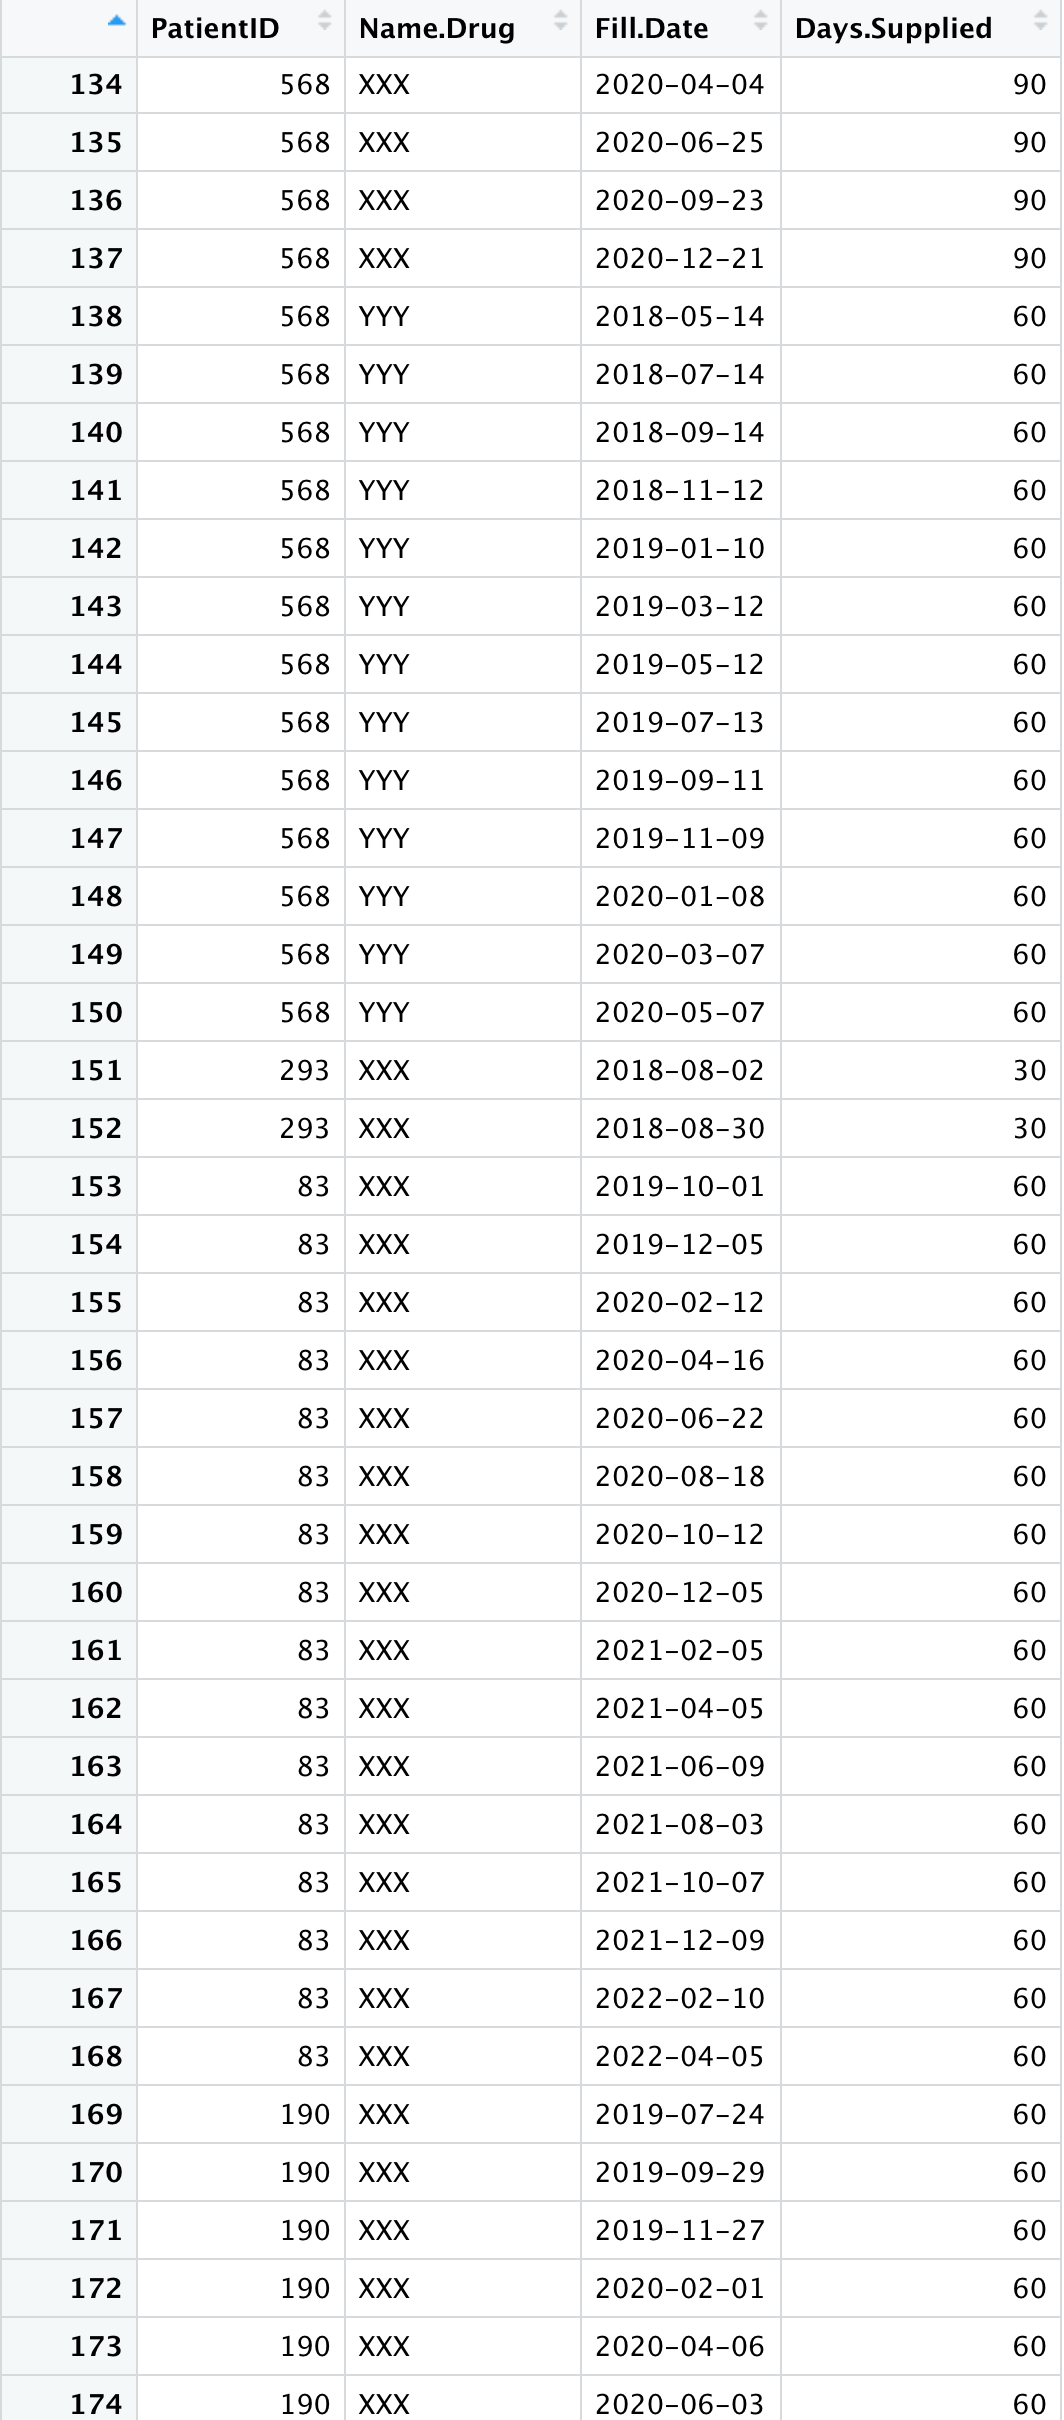 PatientID Name.Drug Fill.Date Days.Supplied
134 568 XXX 2020-04-04 90
135 568 XXX 2020-06-25 90
136 568 XXX 2020-09-23 90
137 568 XXX 2020-12-21 90
138 568 YYY 2018-05-14 60
139 568 YYY 2018-07-14 60
140 568 YYY 2018-09-14 60
141 568 YYY 2018-11-12 60
142 568 YYY 2019-01-10 60
143 568 YYY 2019-03-12 60
144 568 YYY 2019-05-12 60
145 568 YYY 2019-07-13 60
146 568 YYY 2019-09-11 60
147 568 YYY 2019-11-09 60
148 568 YYY 2020-01-08 60
149 568 YYY 2020-03-07 60
150 568 YYY 2020-05-07 60
151 293 XXX 2018-08-02 30
152 293 XXX 2018-08-30 30
153 83 XXX 2019-10-01 60
154 83 XXX 2019-12-05 60
155 83 XXX 2020-02-12 60
156 83 XXX 2020-04-16 60
157 83 XXX 2020-06-22 60
158 83 XXX 2020-08-18 60
159 83 XXX 2020-10-12 60
160 83 XXX 2020-12-05 60
161 83 XXX 2021-02-05 60
162 83 XXX 2021-04-05 60
163 83 XXX 2021-06-09 60
164 83 XXX 2021-08-03 60
165 83 XXX 2021-10-07 60
166 83 XXX 2021-12-09 60
167 83 XXX 2022-02-10 60
168 83 XXX 2022-04-05 60
169 190 XXX 2019-07-24 60
170 190 XXX 2019-09-29 60
171 190 XXX 2019-11-27 60
172 190 XXX 2020-02-01 60
173 190 XXX 2020-04-06 60
174 190 XXX 2020-06-03 60